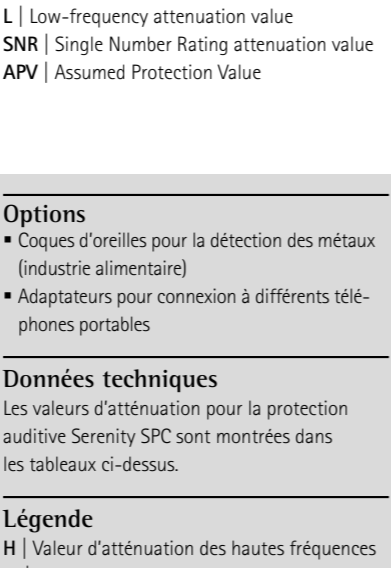 L | Low-frequency attenuation value
SNR | Single Number Rating attenuation value
APV | Assumed Protection Value
Options
▪ Coques d'oreilles pour la détection des métaux
(industrie alimentaire)
▪ Adaptateurs pour connexion à différents télé-
phones portables
Données techniques
Les valeurs d'atténuation pour la protection
auditive Serenity SPC sont montrées dans
les tableaux ci-dessus.
Légende
H | Valeur d'atténuation des hautes fréquences